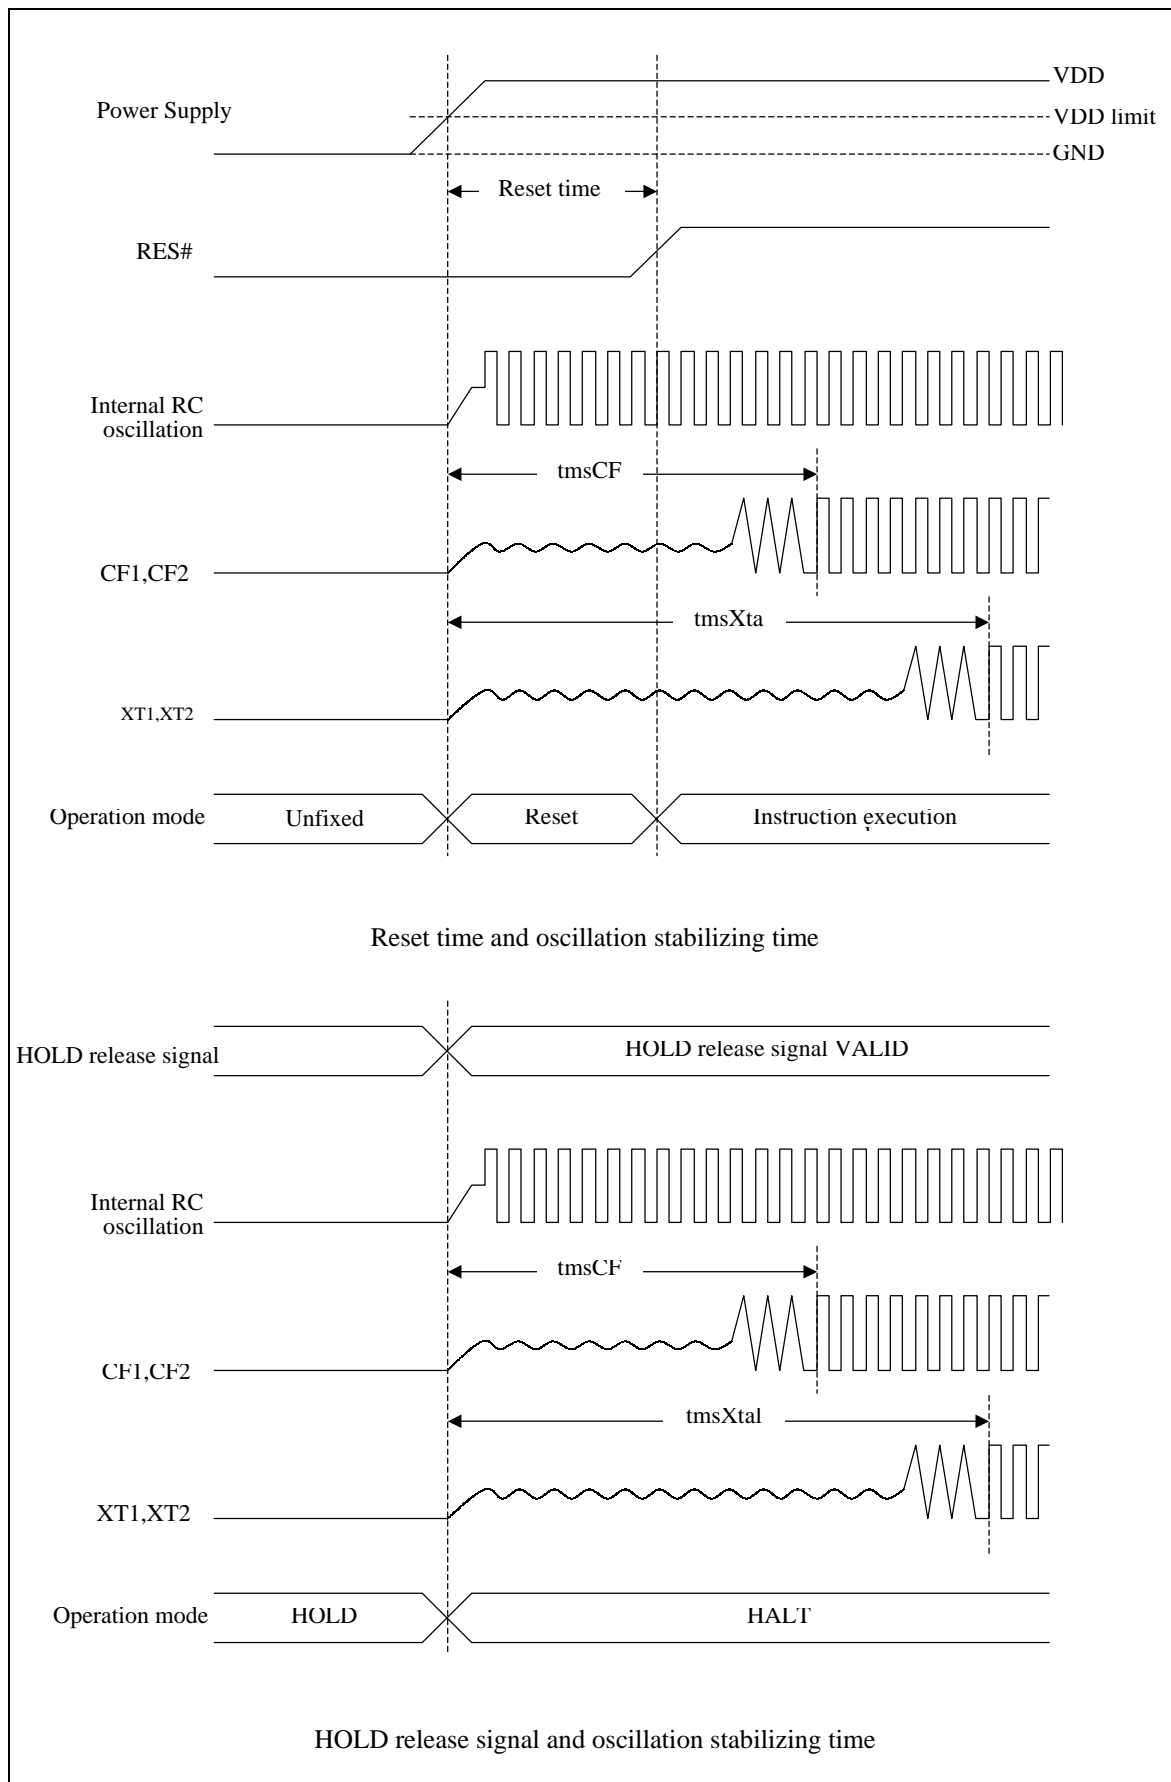 VDD
Power Supply
VDD limit
GND
Reset time
RES#
Internal RC
oscillation
tmsCF
CF1,CF2
tmsXta
XT1,XT2
Operation mode
Unfixed
Reset
Instruction execution
Reset time and oscillation stabilizing time
HOLD release signal
HOLD release signal VALID
Internal RC
oscillation
tmsCF
CF1,CF2
tmsXtal
XT1,XT2
Operation mode
HOLD
HALT
HOLD release signal and oscillation stabilizing time